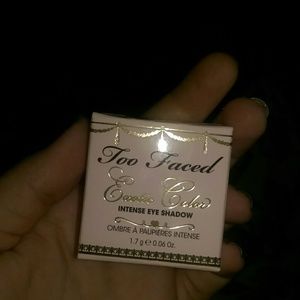 Too Faced
Exotic Color
INTENSE EYE SHADOW
OMBRE À PAUPIÈRES INTENSE
1.7 g ℮ 0.06 Oz.